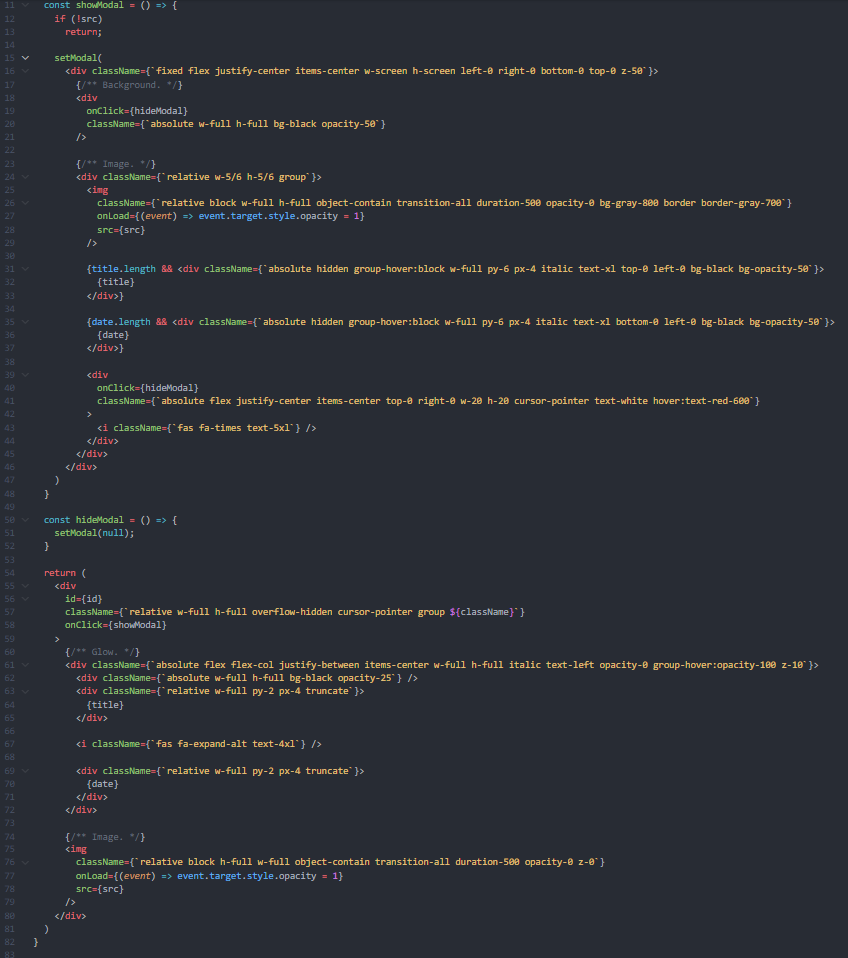 11 const showModal = () => {
12 if (!src)
13 return;
14
15 setModal(
16 <div className={`fixed flex justify-center items-center w-screen h-screen left-0 right-0 bottom-0 top-0 z-50`}>
17 {/** Background. */}
18 <div
19 onClick={hideModal}
20 className={`absolute w-full h-full bg-black opacity-50`}
21 />
22
23 {/** Image. */}
24 <div className={`relative w-5/6 h-5/6 group`}>
25 <img
26 className={`relative block w-full h-full object-contain transition-all duration-500 opacity-0 bg-gray-800 border border-gray-700`}
27 onLoad={(event) => event.target.style.opacity = 1}
28 src={src}
29 />
30
31 {title.length && <div className={`absolute hidden group-hover:block w-full py-6 px-4 italic text-xl top-0 left-0 bg-black bg-opacity-50`}>
32 {title}
33 </div>}
34
35 {date.length && <div className={`absolute hidden group-hover:block w-full py-6 px-4 italic text-xl bottom-0 left-0 bg-black bg-opacity-50`}>
36 {date}
37 </div>}
38
39 <div
40 onClick={hideModal}
41 className={`absolute flex justify-center items-center top-0 right-0 w-20 h-20 cursor-pointer text-white hover:text-red-600`}
42 >
43 <i className={`fas fa-times text-5xl`} />
44 </div>
45 </div>
46 </div>
47 )
48 }
49
50 const hideModal = () => {
51 setModal(null);
52 }
53
54 return (
55 <div
56 id={id}
57 className={`relative w-full h-full overflow-hidden cursor-pointer group ${className}`}
58 onClick={showModal}
59 >
60 {/** Glow. */}
61 <div className={`absolute flex flex-col justify-between items-center w-full h-full italic text-left opacity-0 group-hover:opacity-100 z-10`}>
62 <div className={`absolute w-full h-full bg-black opacity-25`} />
63 <div className={`relative w-full py-2 px-4 truncate`}>
64 {title}
65 </div>
66
67 <i className={`fas fa-expand-alt text-4xl`} />
68
69 <div className={`relative w-full py-2 px-4 truncate`}>
70 {date}
71 </div>
72 </div>
73
74 {/** Image. */}
75 <img
76 className={`relative block h-full w-full object-contain transition-all duration-500 opacity-0 z-0`}
77 onLoad={(event) => event.target.style.opacity = 1}
78 src={src}
79 />
80 </div>
81 )
82 }
83